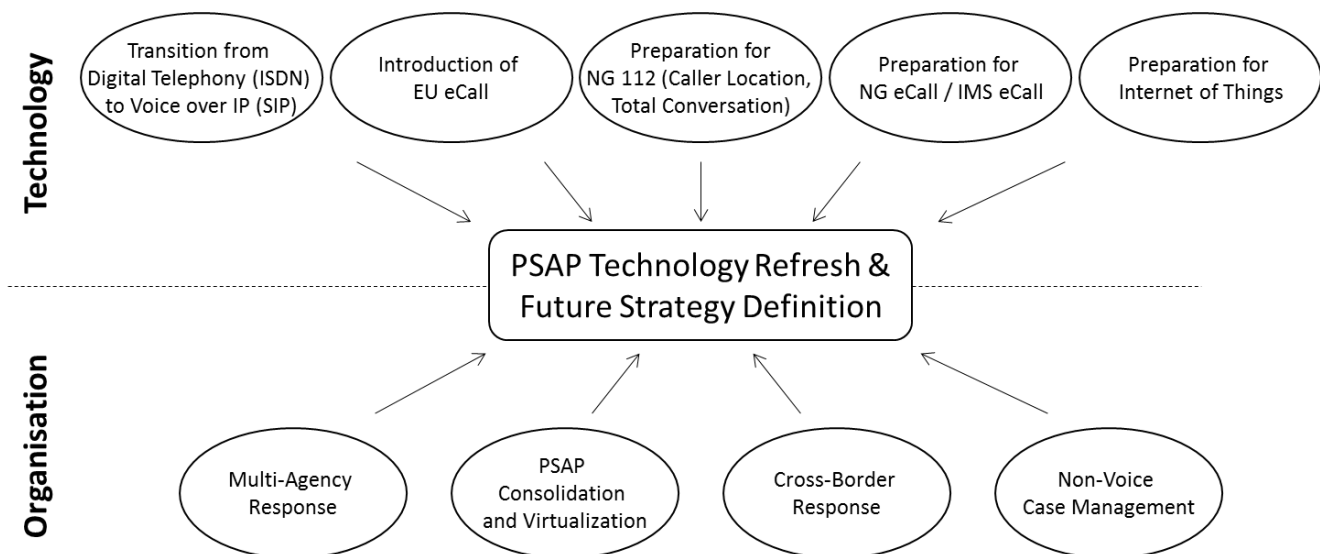 Technology
Transition from
Digital Telephony (ISDN)
to Voice over IP (SIP)
Introduction of
EU eCall
Preparation for
NG 112 (Caller Location,
Total Conversation)
Preparation for
NG eCall / IMS eCall
Preparation for
Internet of Things
PSAP Technology Refresh &
Future Strategy Definition
Organisation
Multi-Agency
Response
PSAP
Consolidation
and Virtualization
Cross-Border
Response
Non-Voice
Case Management